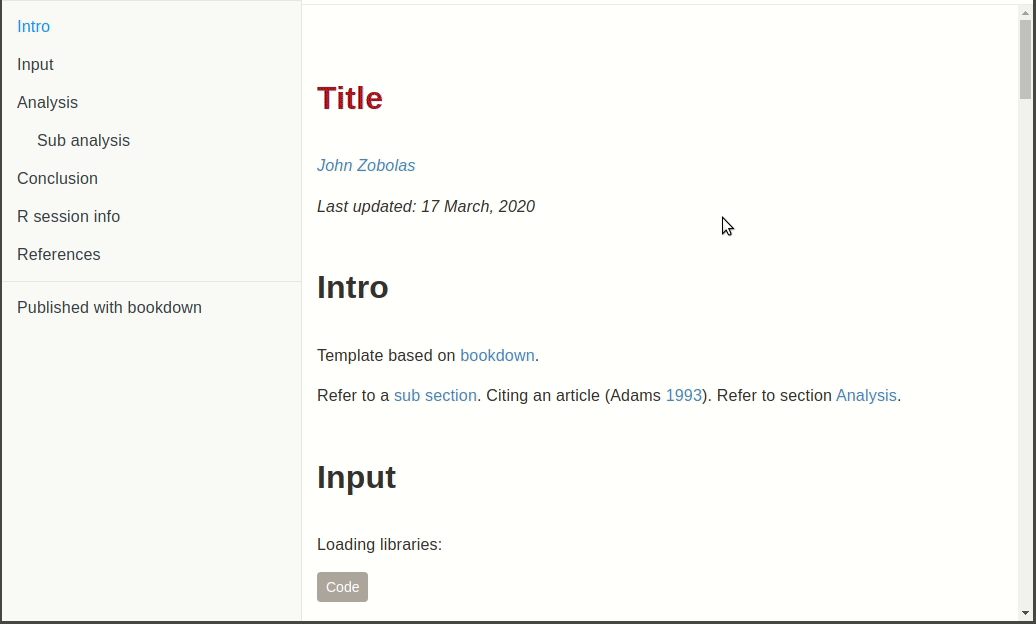 Intro
Input
Analysis
Sub analysis
Conclusion
R session info
References
Published with bookdown
Title
John Zobolas
Last updated: 17 March, 2020
Intro
Template based on bookdown.
Refer to a sub section. Citing an article (Adams 1993). Refer to section Analysis.
Input
Loading libraries:
Code